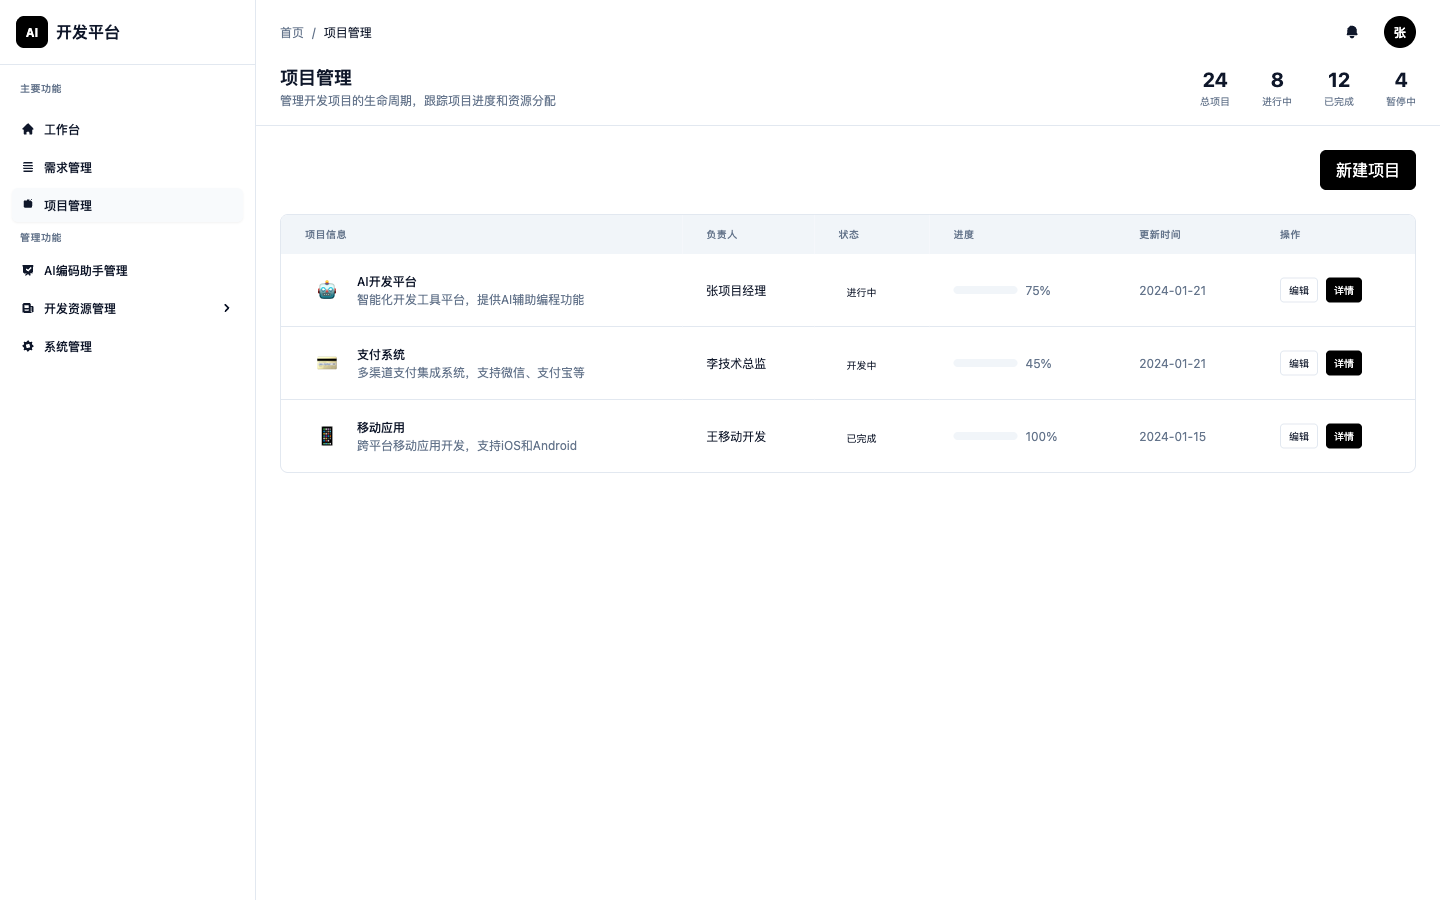 AI 开发平台
主要功能
工作台
需求管理
项目管理
管理功能
AI编码助手管理
开发资源管理
系统管理
首页 / 项目管理
张
项目管理
管理开发项目的生命周期，跟踪项目进度和资源分配
24 8 12 4
总项目 进行中 已完成 暂停中
新建项目
项目信息 负责人 状态 进度 更新时间 操作
AI开发平台
智能化开发工具平台，提供AI辅助编程功能
张项目经理 进行中 75% 2024-01-21 编辑 详情
支付系统
多渠道支付集成系统，支持微信、支付宝等
李技术总监 开发中 45% 2024-01-21 编辑 详情
移动应用
跨平台移动应用开发，支持iOS和Android
王移动开发 已完成 100% 2024-01-15 编辑 详情